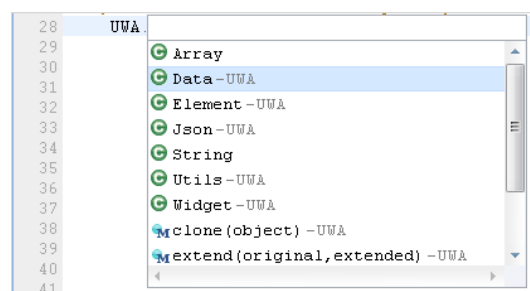 28 UWA.
29
30
31
32
33
34
35
36
37
38
39
40
41
Array
Data-UWA
Element-UWA
Json-UWA
String
Utils-UWA
Widget-UWA
clone(object)-UWA
extend(original,extended)-UWA